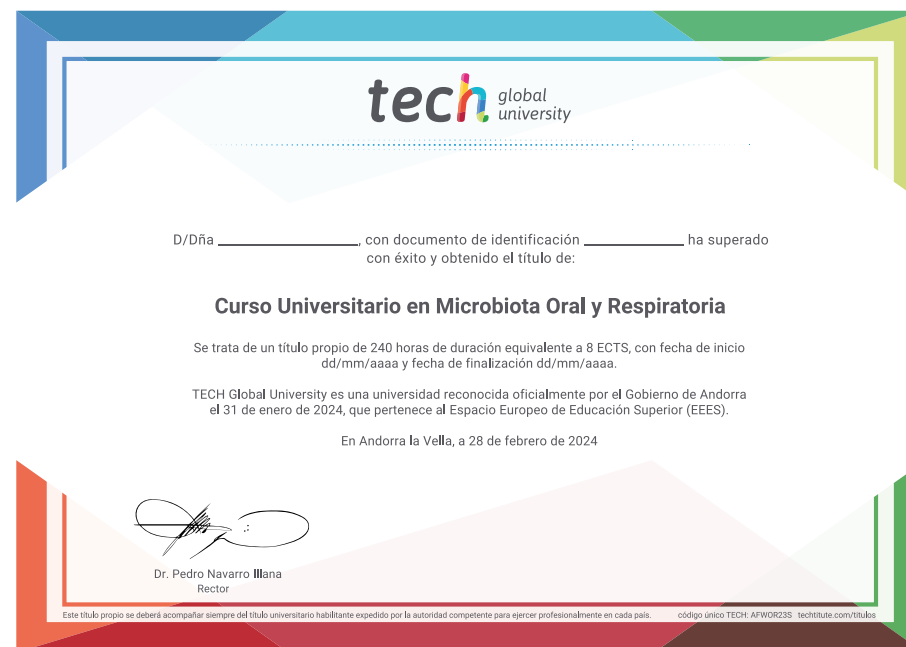 tech global university
D/Dña ____________________, con documento de identificación ______________ ha superado
con éxito y obtenido el título de:
Curso Universitario en Microbiota Oral y Respiratoria
Se trata de un título propio de 240 horas de duración equivalente a 8 ECTS, con fecha de inicio
dd/mm/aaaa y fecha de finalización dd/mm/aaaa.
TECH Global University es una universidad reconocida oficialmente por el Gobierno de Andorra
el 31 de enero de 2024, que pertenece al Espacio Europeo de Educación Superior (EEES).
En Andorra la Vella, a 28 de febrero de 2024
Dr. Pedro Navarro Illana
Rector
Este título propio se deberá acompañar siempre del título universitario habilitante expedido por la autoridad competente para ejercer profesionalmente en cada país. código único TECH: AFWOR23S techtitute.com/titulos